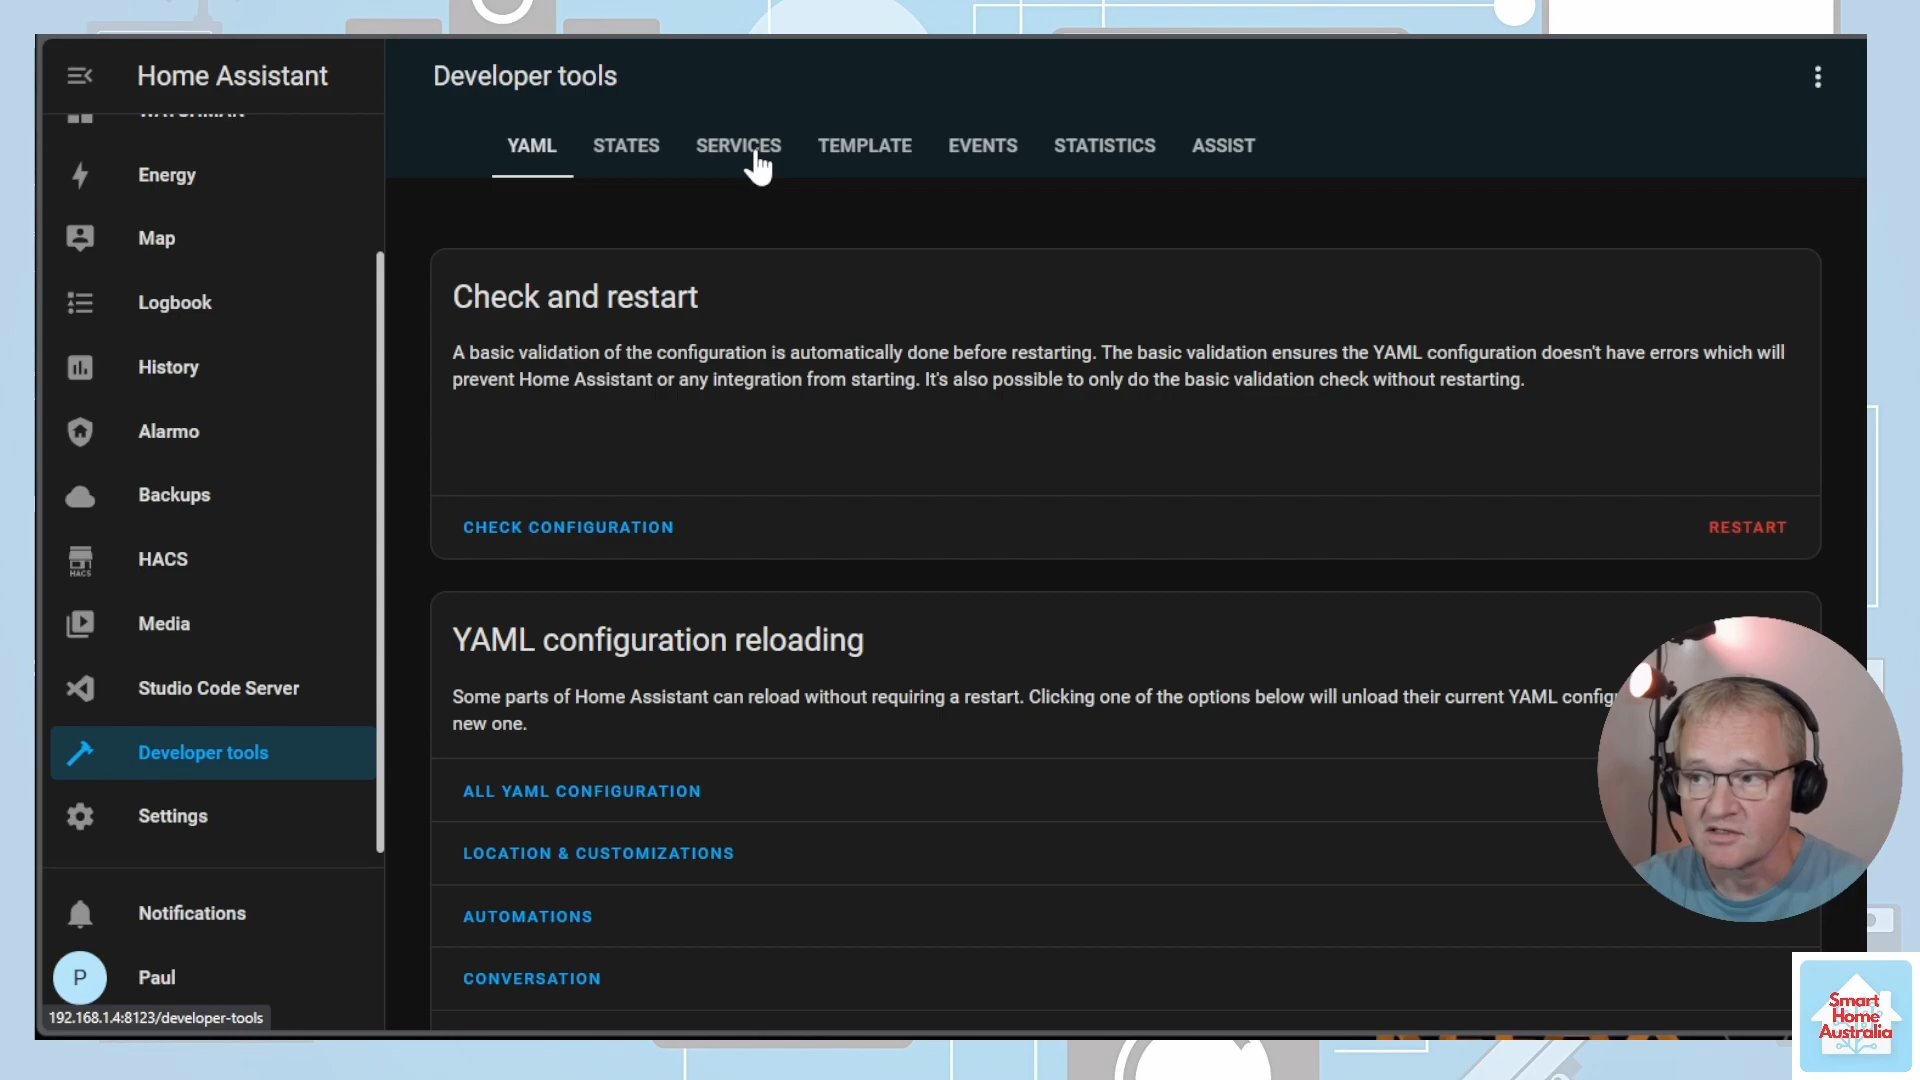 Home Assistant
Developer tools
WATCHMAN
YAML STATES SERVICES TEMPLATE EVENTS STATISTICS ASSIST
Energy
Map
Logbook
History
Alarmo
Backups
HACS
HACS
Media
Studio Code Server
Developer tools
Settings
Notifications
P
Paul
192.168.1.4:8123/developer-tools
Check and restart
A basic validation of the configuration is automatically done before restarting. The basic validation ensures the YAML configuration doesn't have errors which will
prevent Home Assistant or any integration from starting. It's also possible to only do the basic validation check without restarting.
CHECK CONFIGURATION
RESTART
YAML configuration reloading
Some parts of Home Assistant can reload without requiring a restart. Clicking one of the options below will unload their current YAML
new one.
ALL YAML CONFIGURATION
LOCATION & CUSTOMIZATIONS
AUTOMATIONS
CONVERSATION
Smart
Home
Australia